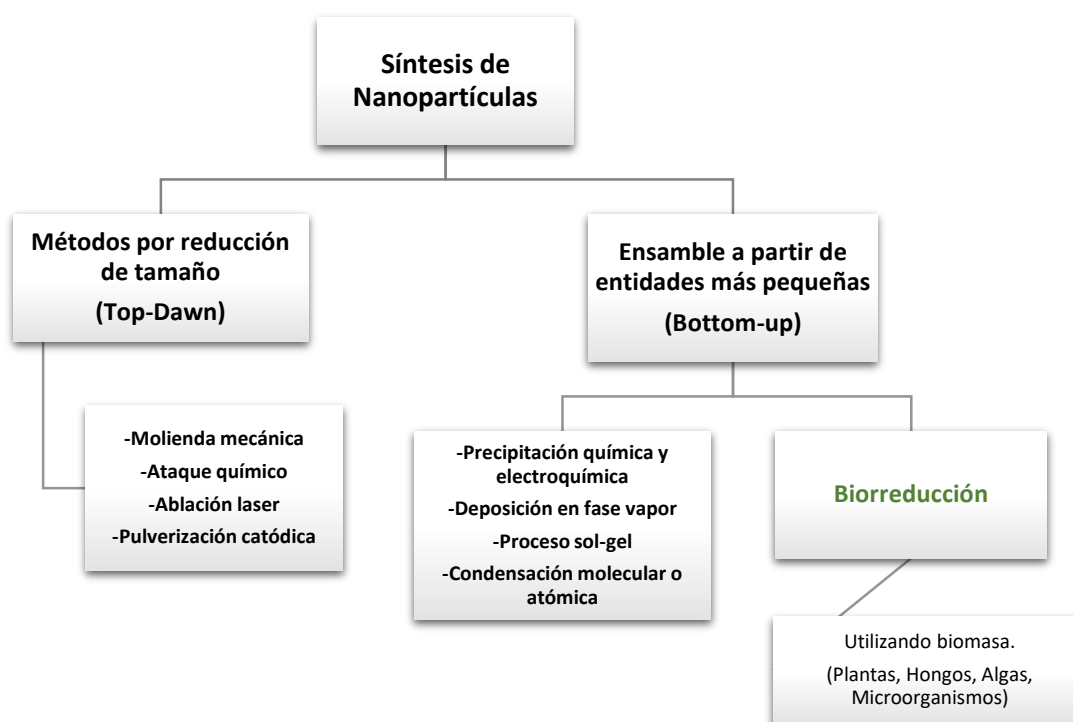 Síntesis de
Nanopartículas
Métodos por reducción
de tamaño
(Top-Dawn)
-Molienda mecánica
-Ataque químico
-Ablación laser
-Pulverización catódica
Ensamble a partir de
entidades más pequeñas
(Bottom-up)
-Precipitación química y
electroquímica
-Deposición en fase vapor
-Proceso sol-gel
-Condensación molecular o
atómica
Biorreducción
Utilizando biomasa.
(Plantas, Hongos, Algas,
Microorganismos)